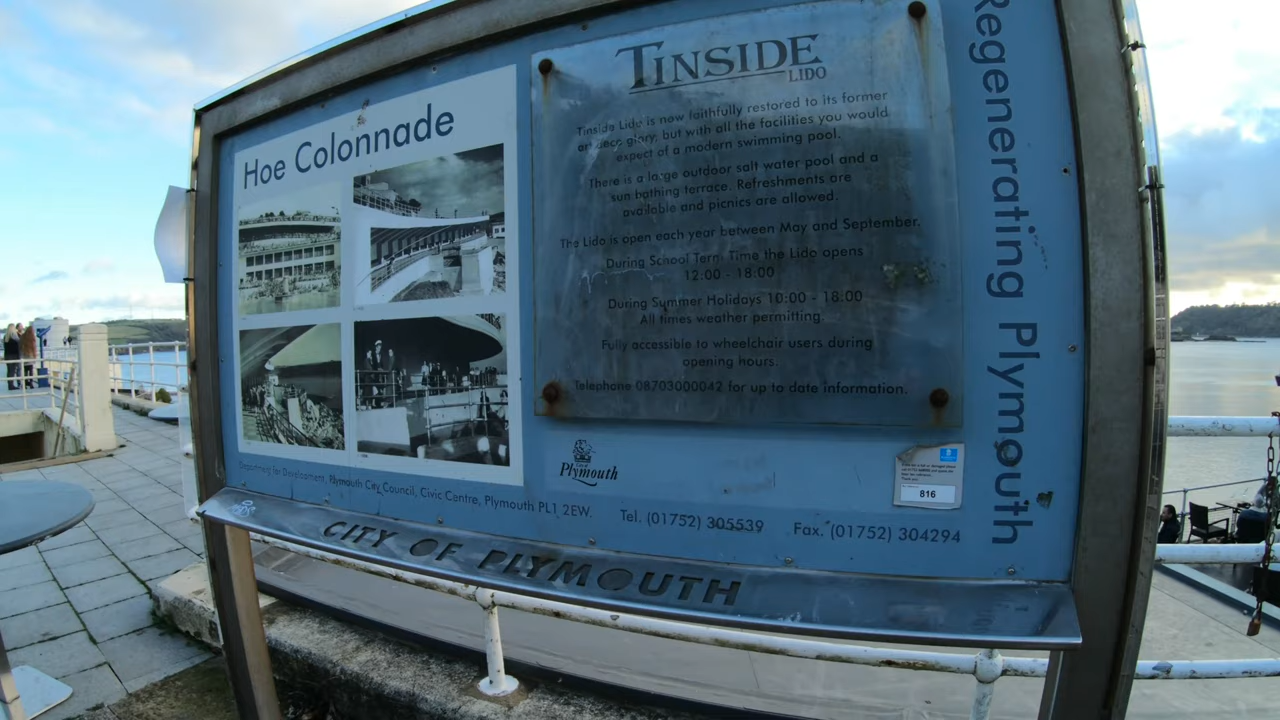 Hoe Colonnade
TINSIDE
LIDO
Tinside Lido is now faithfully restored to its former
art deco glory, but with all the facilities you would
expect of a modern swimming pool.
There is a large outdoor salt water pool and a
sun bathing terrace. Refreshments are
available and picnics are allowed.
The Lido is open each year between May and September.
During School Term Time the Lido opens
12:00 - 18.00
During Summer Holidays 10:00 - 18.00
All times weather permitting.
Fully accessible to wheelchair users during
opening hours.
Telephone 08703000042 for up to date information.
Regenerating Plymouth
City of
Plymouth
816
Department for Development, Plymouth City Council, Civic Centre, Plymouth PL1 2EW. Tel. (01752) 305539 Fax. (01752) 304294
CITY OF PLYMOUTH